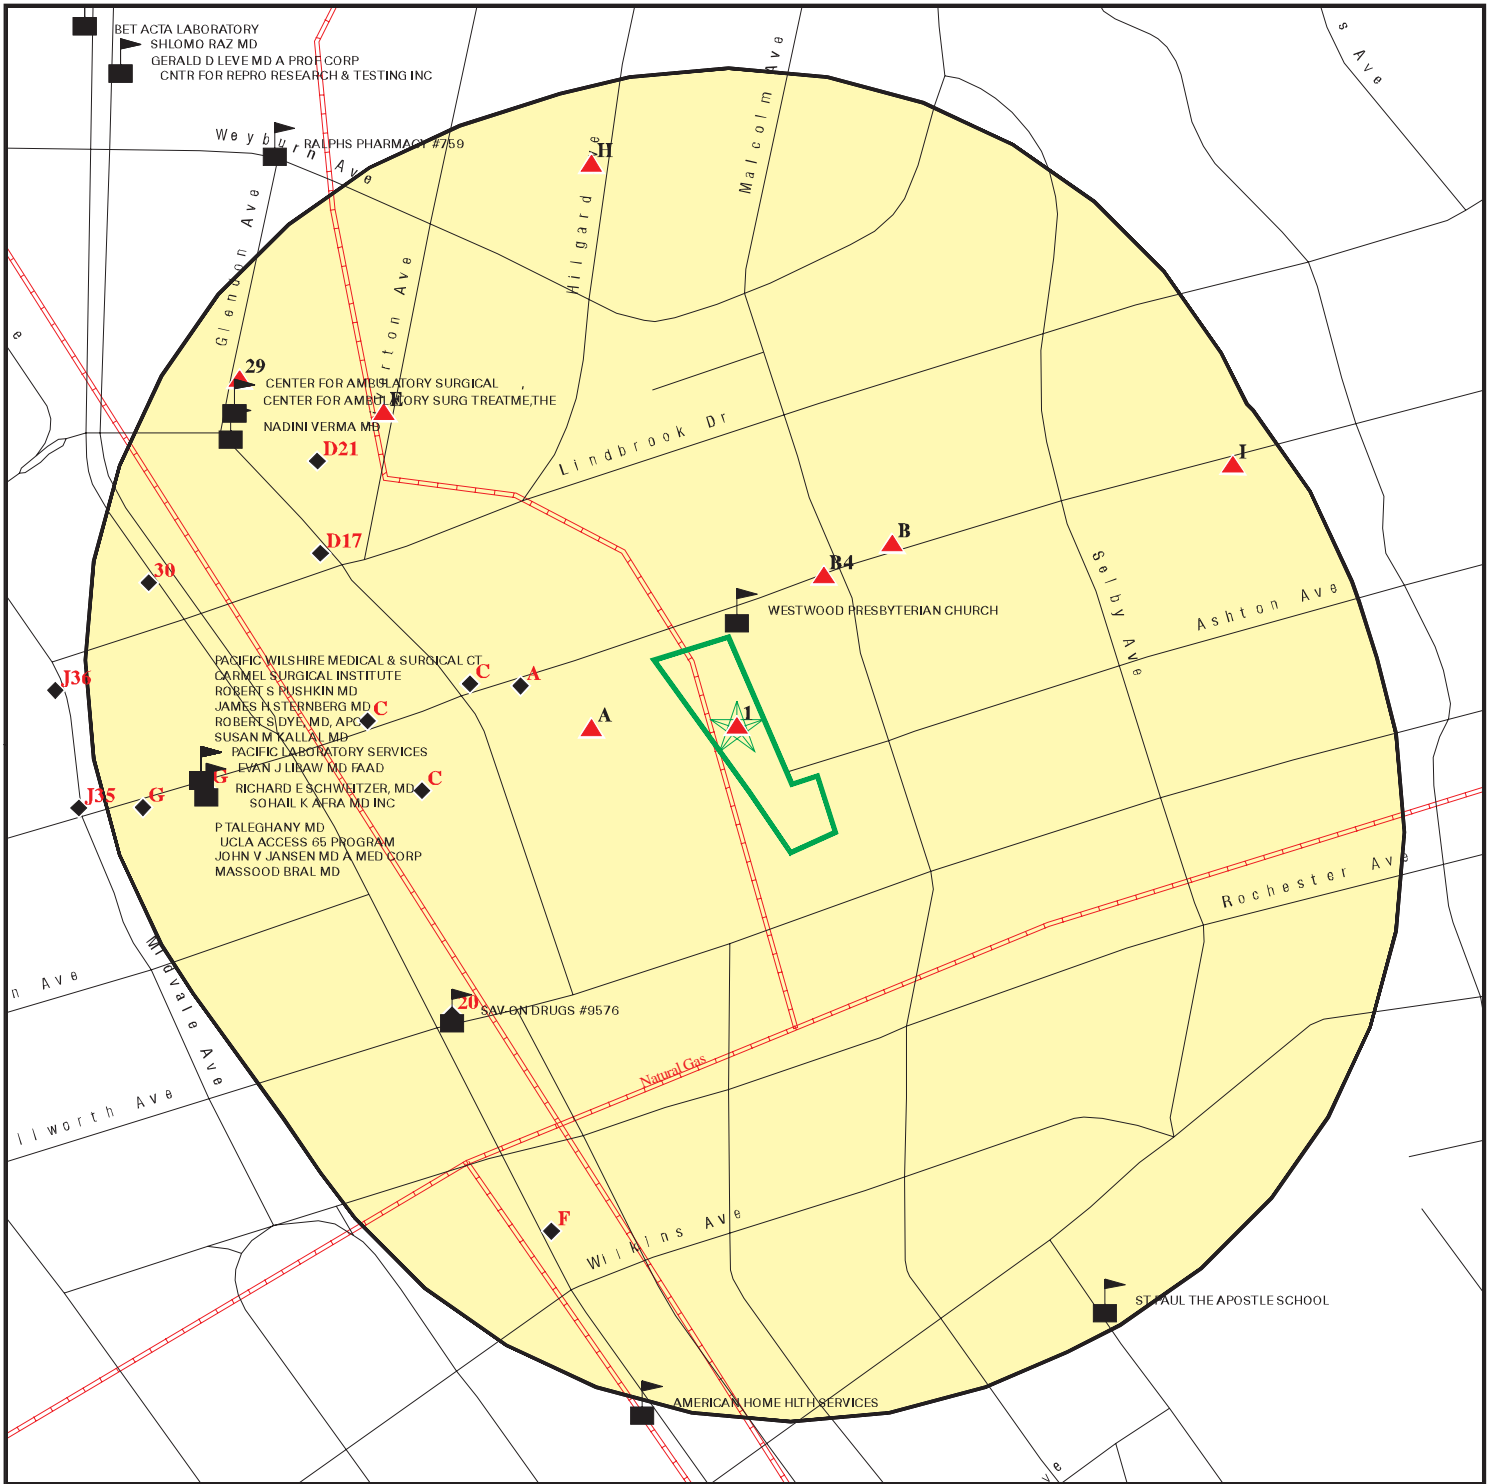 BET ACTA LABORATORY
SHLOMO RAZ MD
GERALD D LEVE MD A PROF CORP
CNTR FOR REPRO RESEARCH & TESTING INC
s Ave
Weyburn Ave
RALPHS PHARMACY #759
H
Malcolm Ave
Hilgard
Glendon Ave
rton Ave
e
29
CENTER FOR AMBULATORY SURGICAL
CENTER FOR AMBULATORY SURG TREATME,THE
E
NADINI VERMA MD
D21
Lindbrook Dr
I
B
D17
B4
30
Selby Ave
Ashton Ave
WESTWOOD PRESBYTERIAN CHURCH
PACIFIC WILSHIRE MEDICAL & SURGICAL CT
CARMEL SURGICAL INSTITUTE
ROBERT S PUSHKIN MD
JAMES H STERNBERG MD
ROBERT S DYE, MD, APC
SUSAN M KALLAL MD
J36
C
A
C
A
1
PACIFIC LABORATORY SERVICES
EVAN J LIBAW MD FAAD
G
RICHARD E SCHWEITZER, MD
C
SOHAIL K AFRA MD INC
J35
G
P TALEGHANY MD
UCLA ACCESS 65 PROGRAM
JOHN V JANSEN MD A MED CORP
MASSOOD BRAL MD
Rochester Ave
Midvale Ave
n Ave
20
SAV-ON DRUGS #9576
Natural Gas
llworth Ave
F
Wilkins Ave
ST PAUL THE APOSTLE SCHOOL
AMERICAN HOME HLTH SERVICES
ve